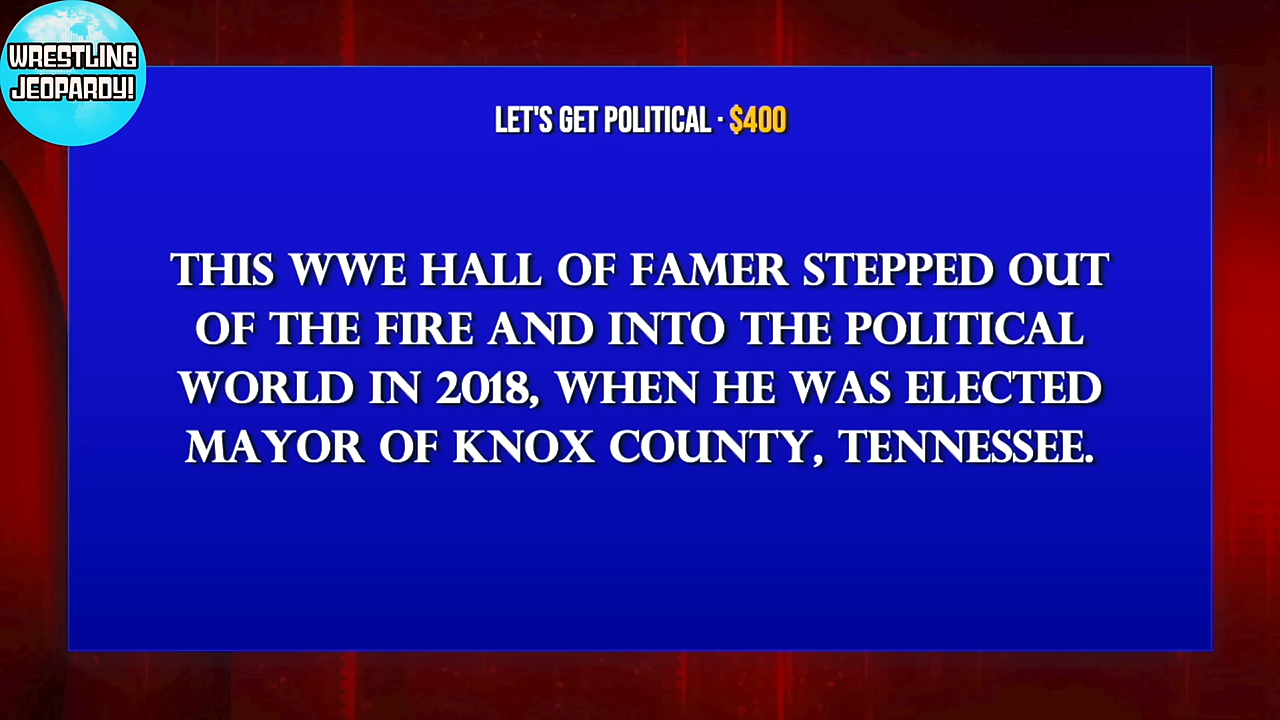 WRESTLING
JEOPARDY!
LET'S GET POLITICAL · $400
THIS WWE HALL OF FAMER STEPPED OUT
OF THE FIRE AND INTO THE POLITICAL
WORLD IN 2018, WHEN HE WAS ELECTED
MAYOR OF KNOX COUNTY, TENNESSEE.